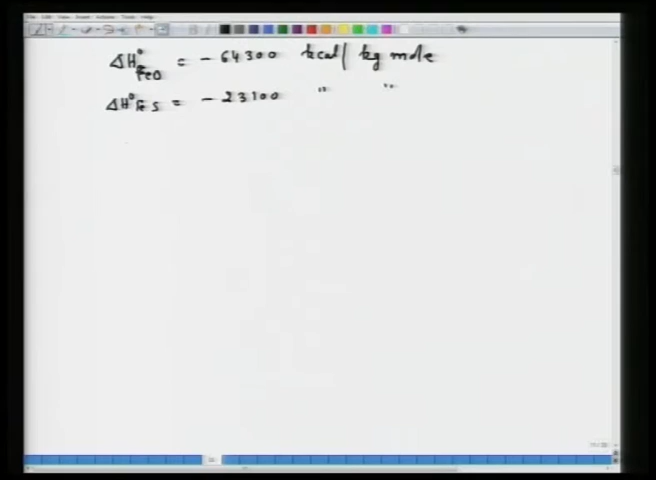 ΔH°FeO = - 64300 kcal/ kg mole
ΔH°FeS = - 23100 " "